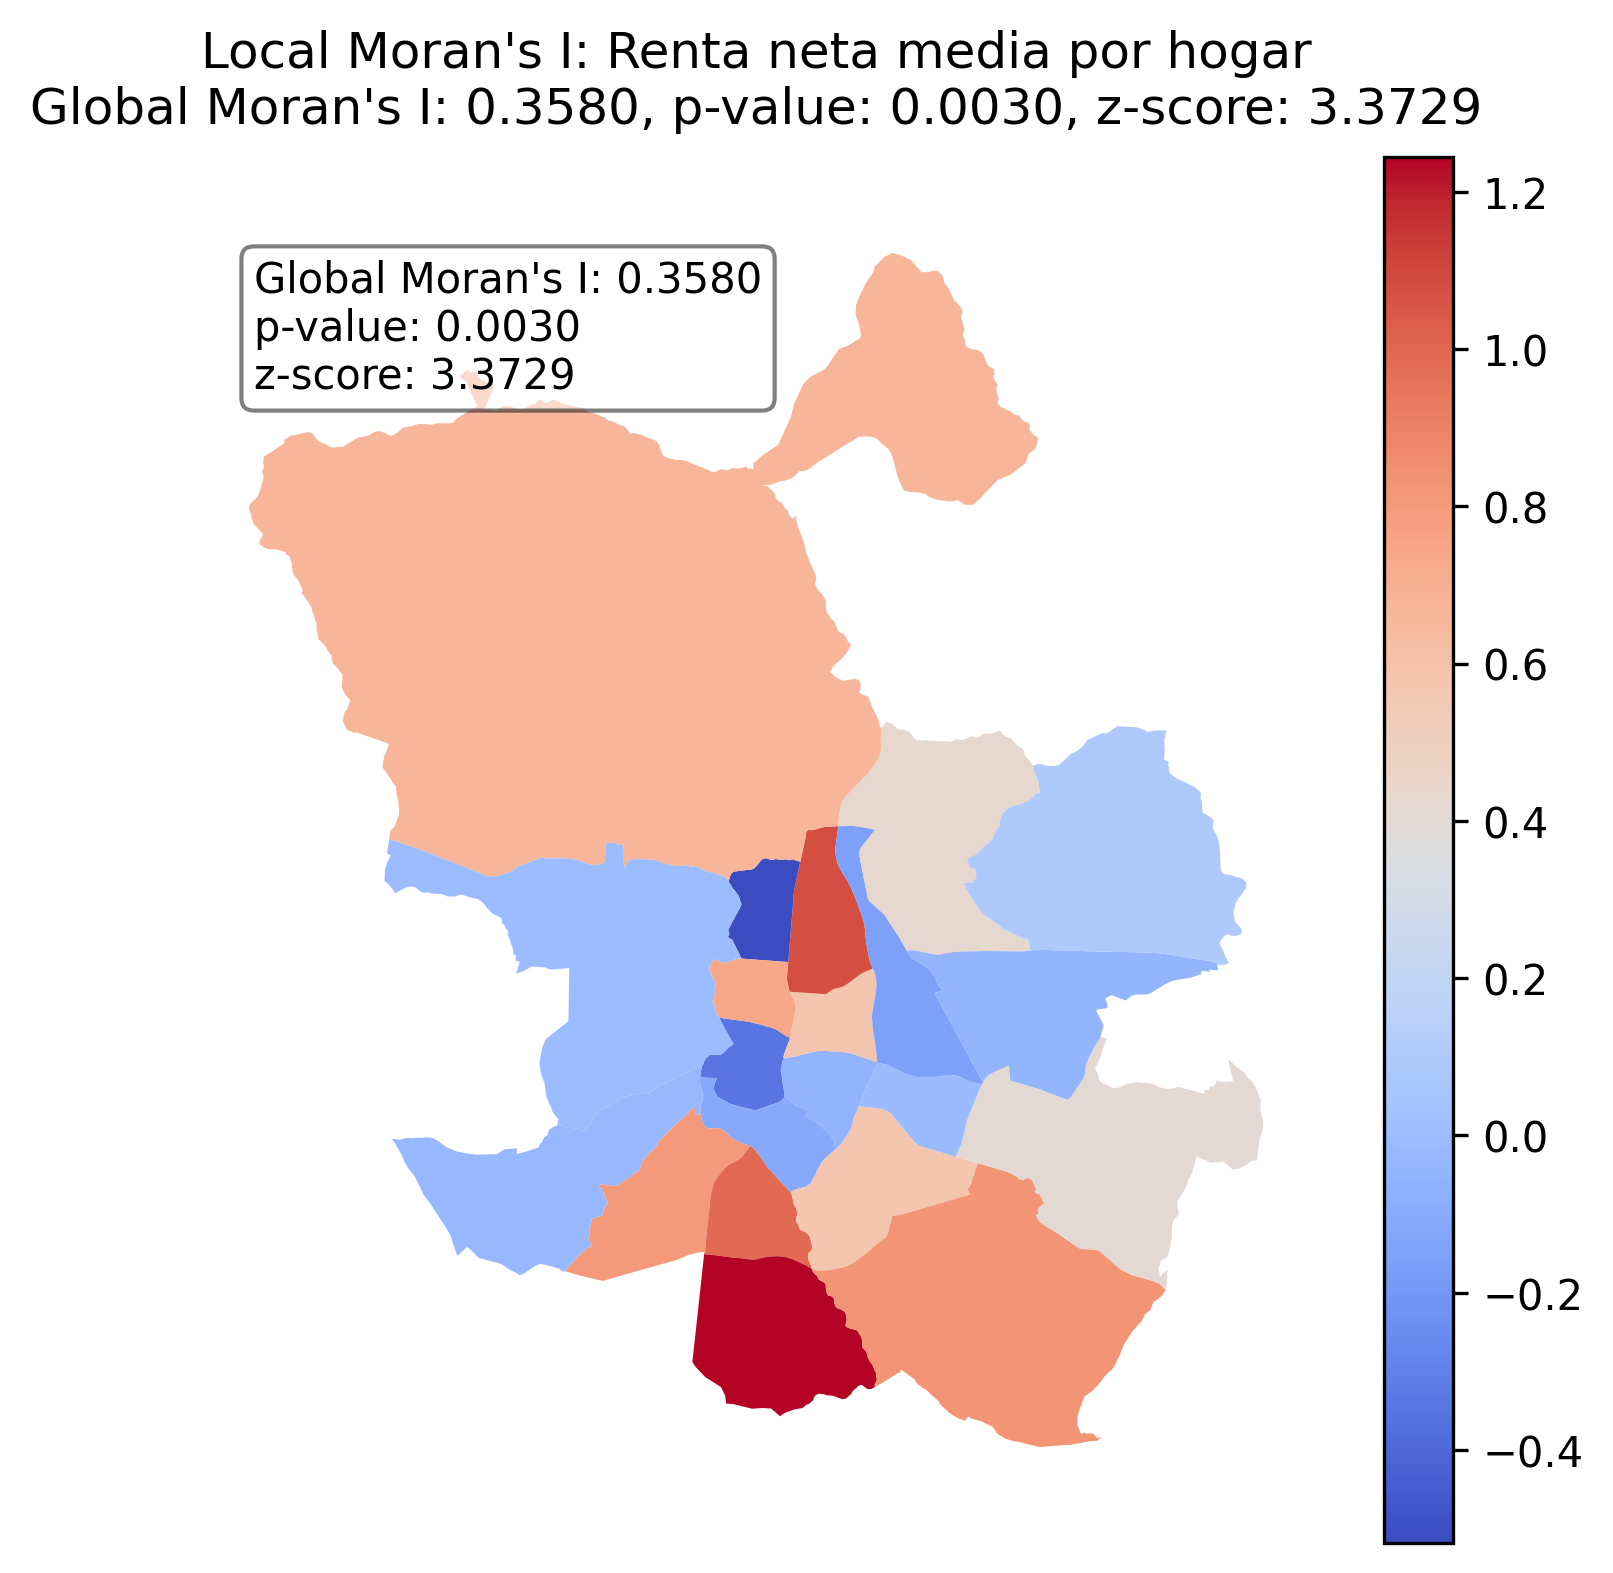 Local Moran's I: Renta neta media por hogar
Global Moran's I: 0.3580, p-value: 0.0030, z-score: 3.3729
Global Moran's I: 0.3580
p-value: 0.0030
z-score: 3.3729
1.2
1.0
0.8
0.6
0.4
0.2
0.0
−0.2
−0.4